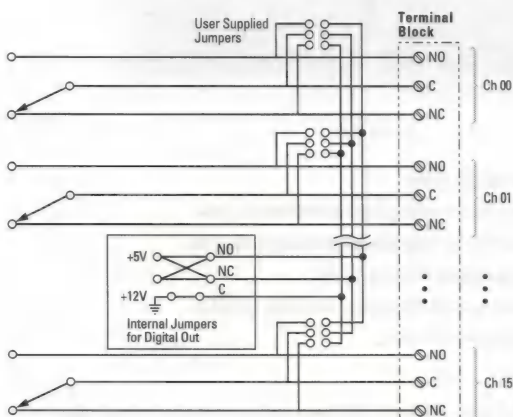 User Supplied
Jumpers
Terminal
Block
NO
C
NC
Ch 00
NO
C
NC
Ch 01
+5V
NO
NC
+12V
C
Internal Jumpers
for Digital Out
NO
C
NC
Ch 15